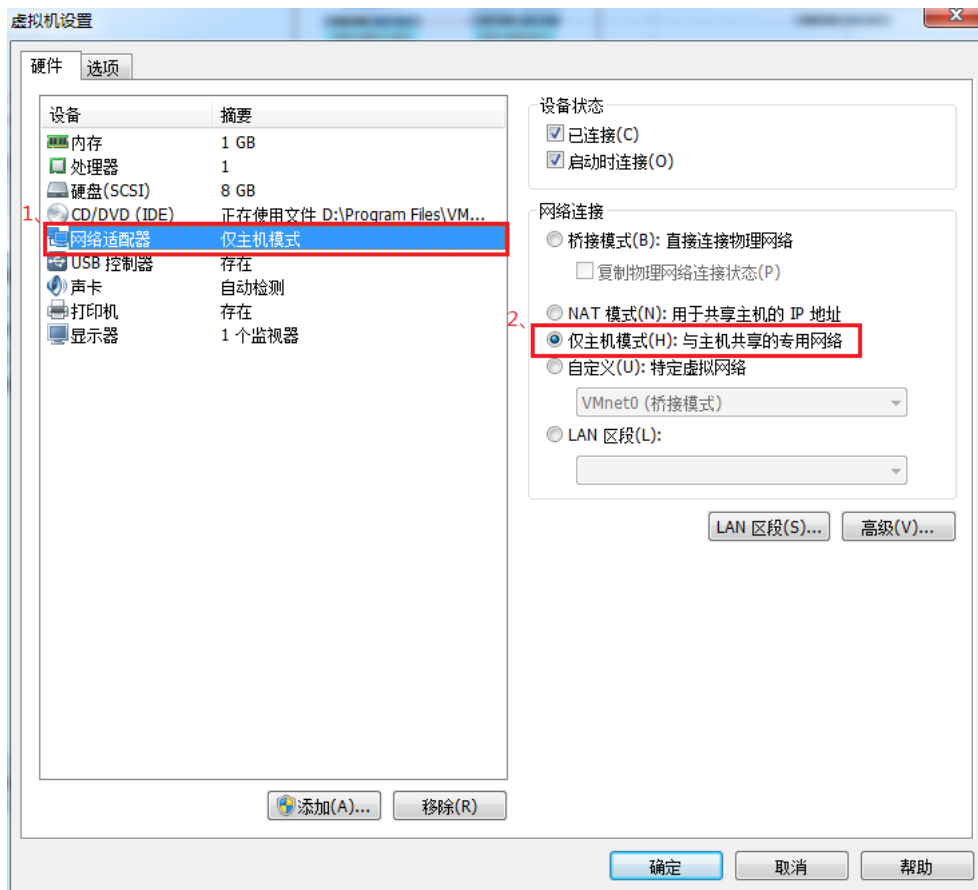 虚拟机设置
硬件 选项
设备 摘要
内存 1 GB
处理器 1
硬盘(SCSI) 8 GB
1、
CD/DVD (IDE) 正在使用文件 D:\Program Files\VM...
网络适配器 仅主机模式
USB 控制器 存在
声卡 自动检测
打印机 存在
显示器 1 个监视器
添加(A)... 移除(R)
设备状态
已连接(C)
启动时连接(O)
网络连接
桥接模式(B): 直接连接物理网络
复制物理网络连接状态(P)
NAT 模式(N): 用于共享主机的 IP 地址
2、
仅主机模式(H): 与主机共享的专用网络
自定义(U): 特定虚拟网络
VMnet0 (桥接模式)
LAN 区段(L):
LAN 区段(S)... 高级(V)...
确定 取消 帮助